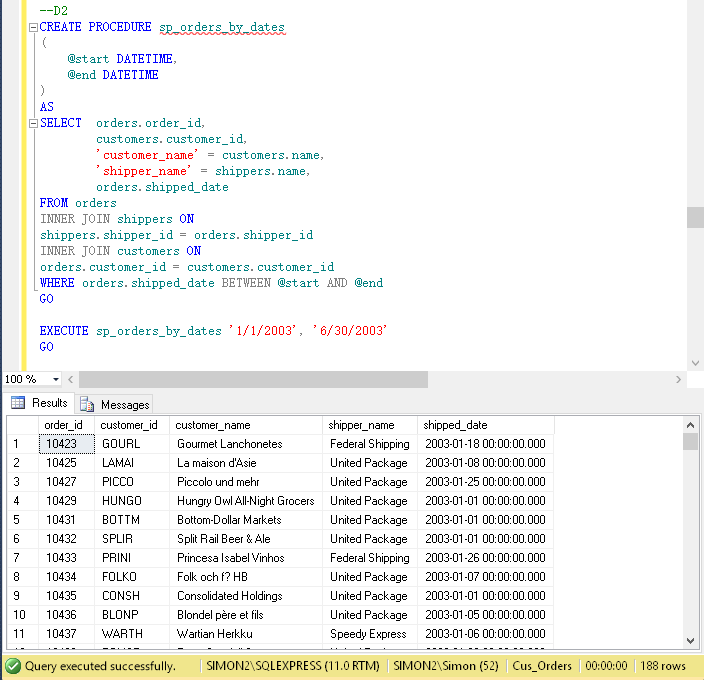 --D2
CREATE PROCEDURE sp_orders_by_dates
(
@start DATETIME,
@end DATETIME
)
AS
SELECT orders.order_id,
customers.customer_id,
'customer_name' = customers.name,
'shipper_name' = shippers.name,
orders.shipped_date
FROM orders
INNER JOIN shippers ON
shippers.shipper_id = orders.shipper_id
INNER JOIN customers ON
orders.customer_id = customers.customer_id
WHERE orders.shipped_date BETWEEN @start AND @end
GO
EXECUTE sp_orders_by_dates '1/1/2003', '6/30/2003'
GO
100 %
Results Messages
order_id customer_id customer_name shipper_name shipped_date
1 10423 GOURL Gourmet Lanchonetes Federal Shipping 2003-01-18 00:00:00.000
2 10425 LAMAI La maison d'Asie United Package 2003-01-08 00:00:00.000
3 10427 PICCO Piccolo und mehr United Package 2003-01-25 00:00:00.000
4 10429 HUNGO Hungry Owl All-Night Grocers United Package 2003-01-01 00:00:00.000
5 10431 BOTTM Bottom-Dollar Markets United Package 2003-01-01 00:00:00.000
6 10432 SPLIR Split Rail Beer & Ale United Package 2003-01-01 00:00:00.000
7 10433 PRINI Princesa Isabel Vinhos Federal Shipping 2003-01-26 00:00:00.000
8 10434 FOLKO Folk och f? HB United Package 2003-01-07 00:00:00.000
9 10435 CONSH Consolidated Holdings United Package 2003-01-01 00:00:00.000
10 10436 BLONP Blondel père et fils United Package 2003-01-05 00:00:00.000
11 10437 WARTH Wartian Herkku Speedy Express 2003-01-06 00:00:00.000
Query executed successfully. SIMON2\SQLEXPRESS (11.0 RTM) SIMON2\Simon (52) Cus_Orders 00:00:00 188 rows